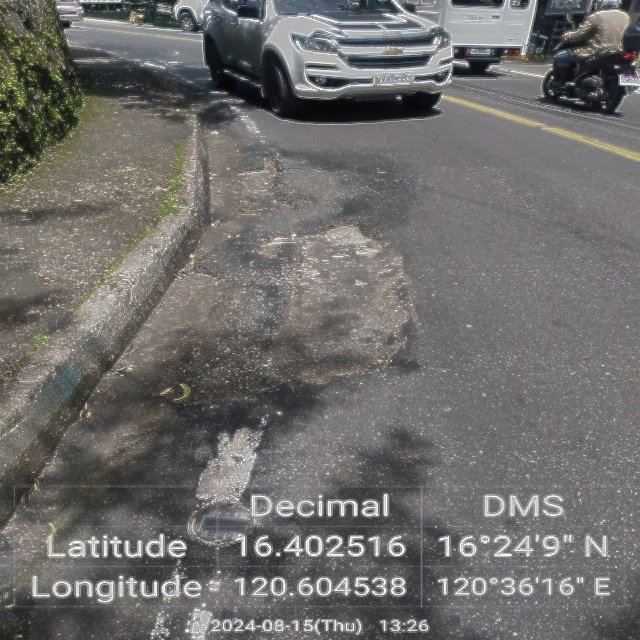 Decimal DMS
Latitude 16.402516 16°24'9" N
Longitude 120.604538 120°36'16" E
2024-08-15(Thu) 13:26